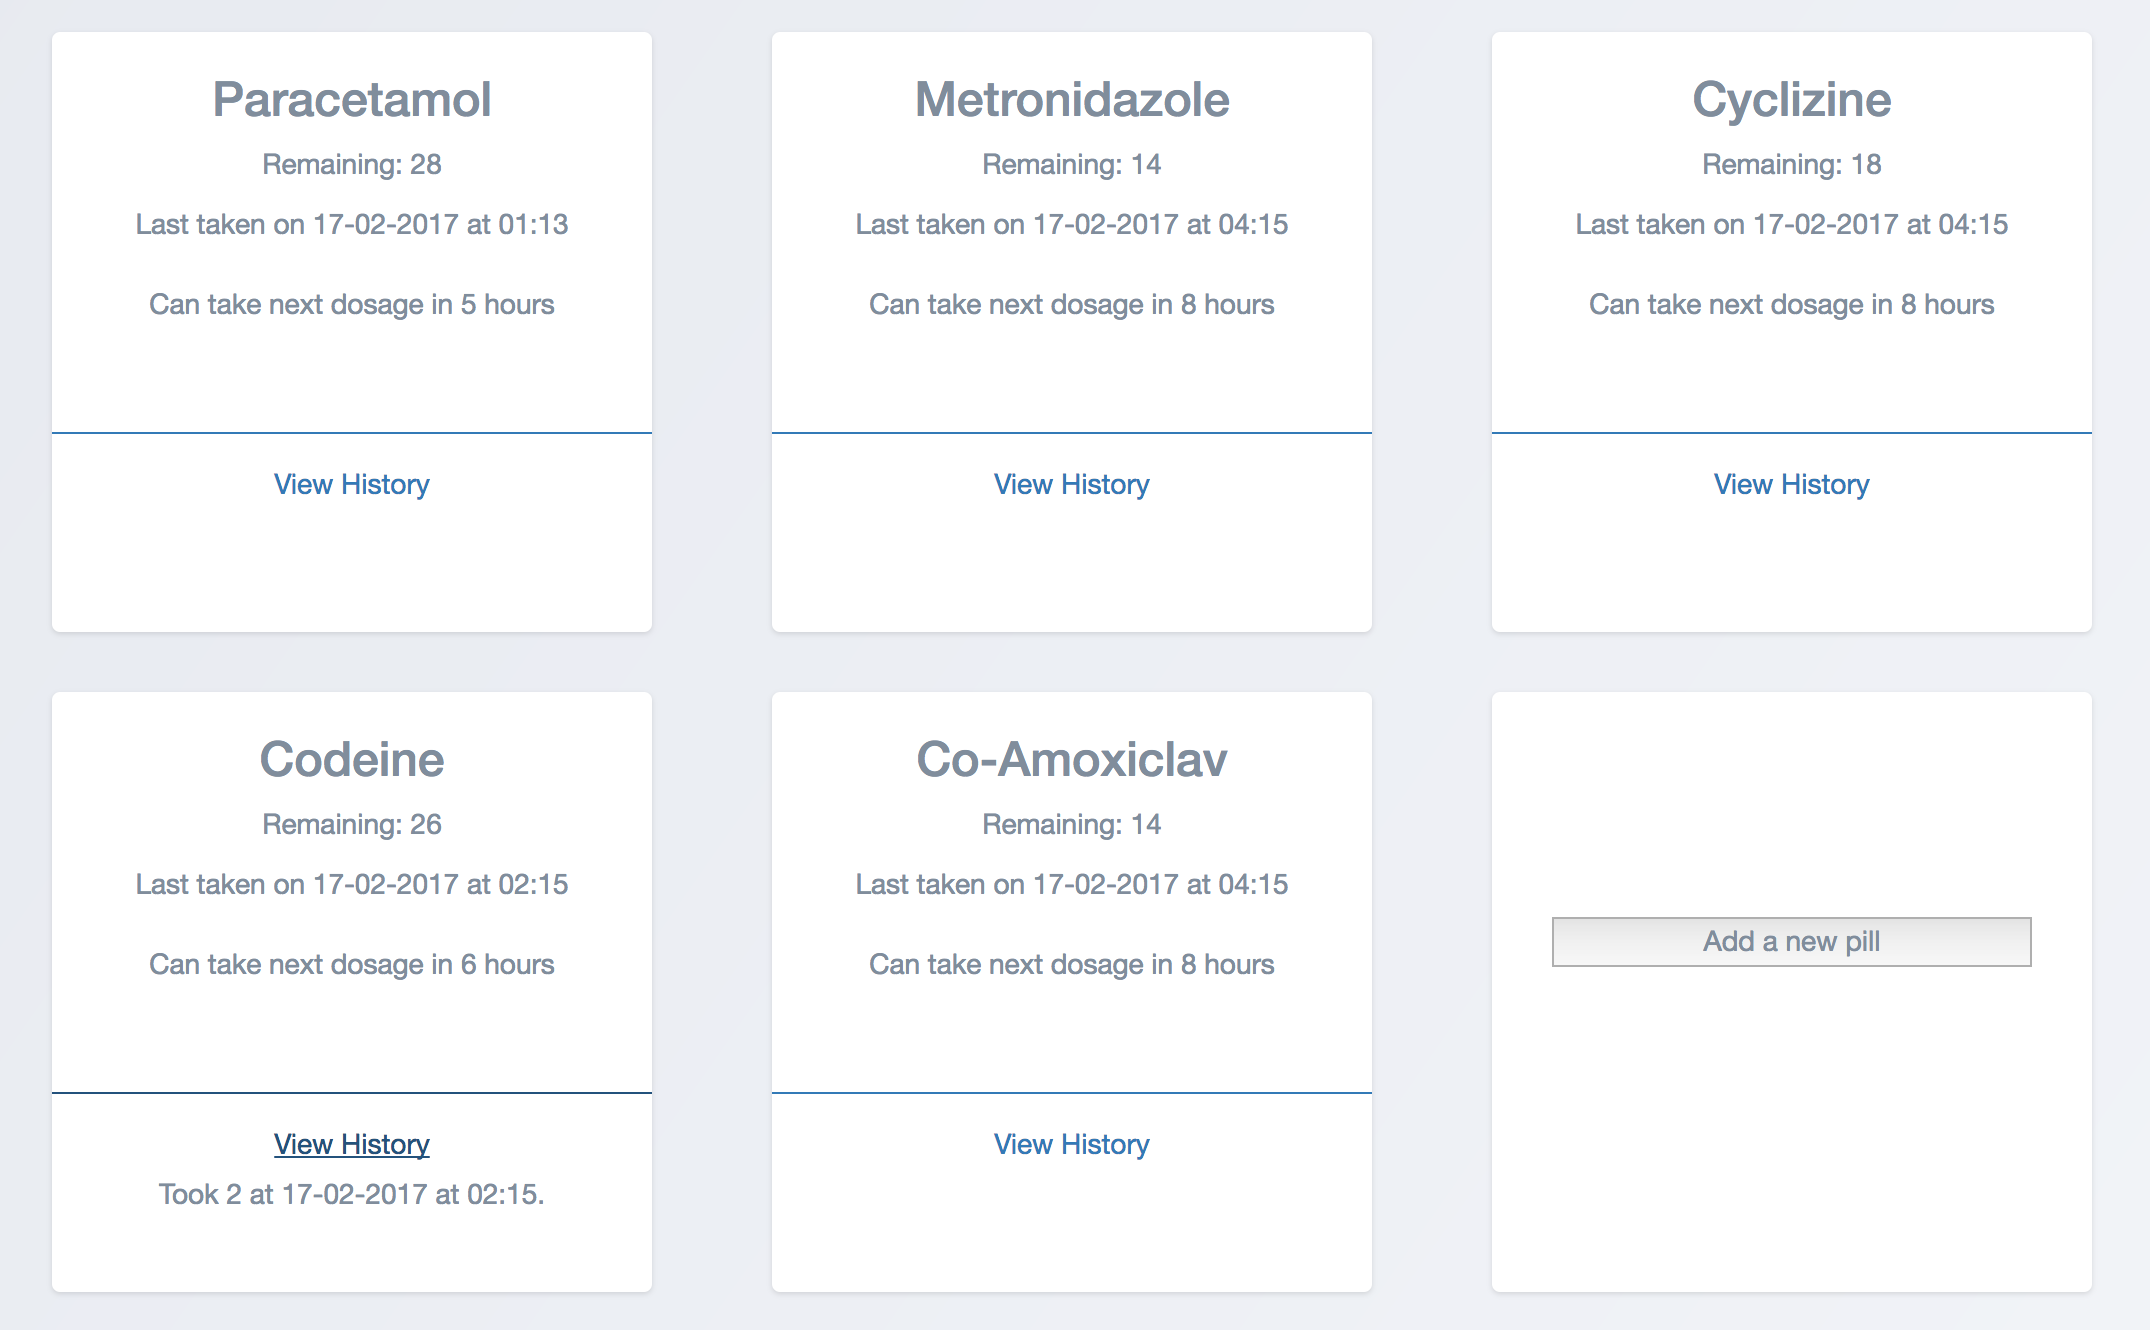 Paracetamol
Remaining: 28
Last taken on 17-02-2017 at 01:13
Can take next dosage in 5 hours
View History
Metronidazole
Remaining: 14
Last taken on 17-02-2017 at 04:15
Can take next dosage in 8 hours
View History
Cyclizine
Remaining: 18
Last taken on 17-02-2017 at 04:15
Can take next dosage in 8 hours
View History
Codeine
Remaining: 26
Last taken on 17-02-2017 at 02:15
Can take next dosage in 6 hours
View History
Took 2 at 17-02-2017 at 02:15.
Co-Amoxiclav
Remaining: 14
Last taken on 17-02-2017 at 04:15
Can take next dosage in 8 hours
View History
Add a new pill